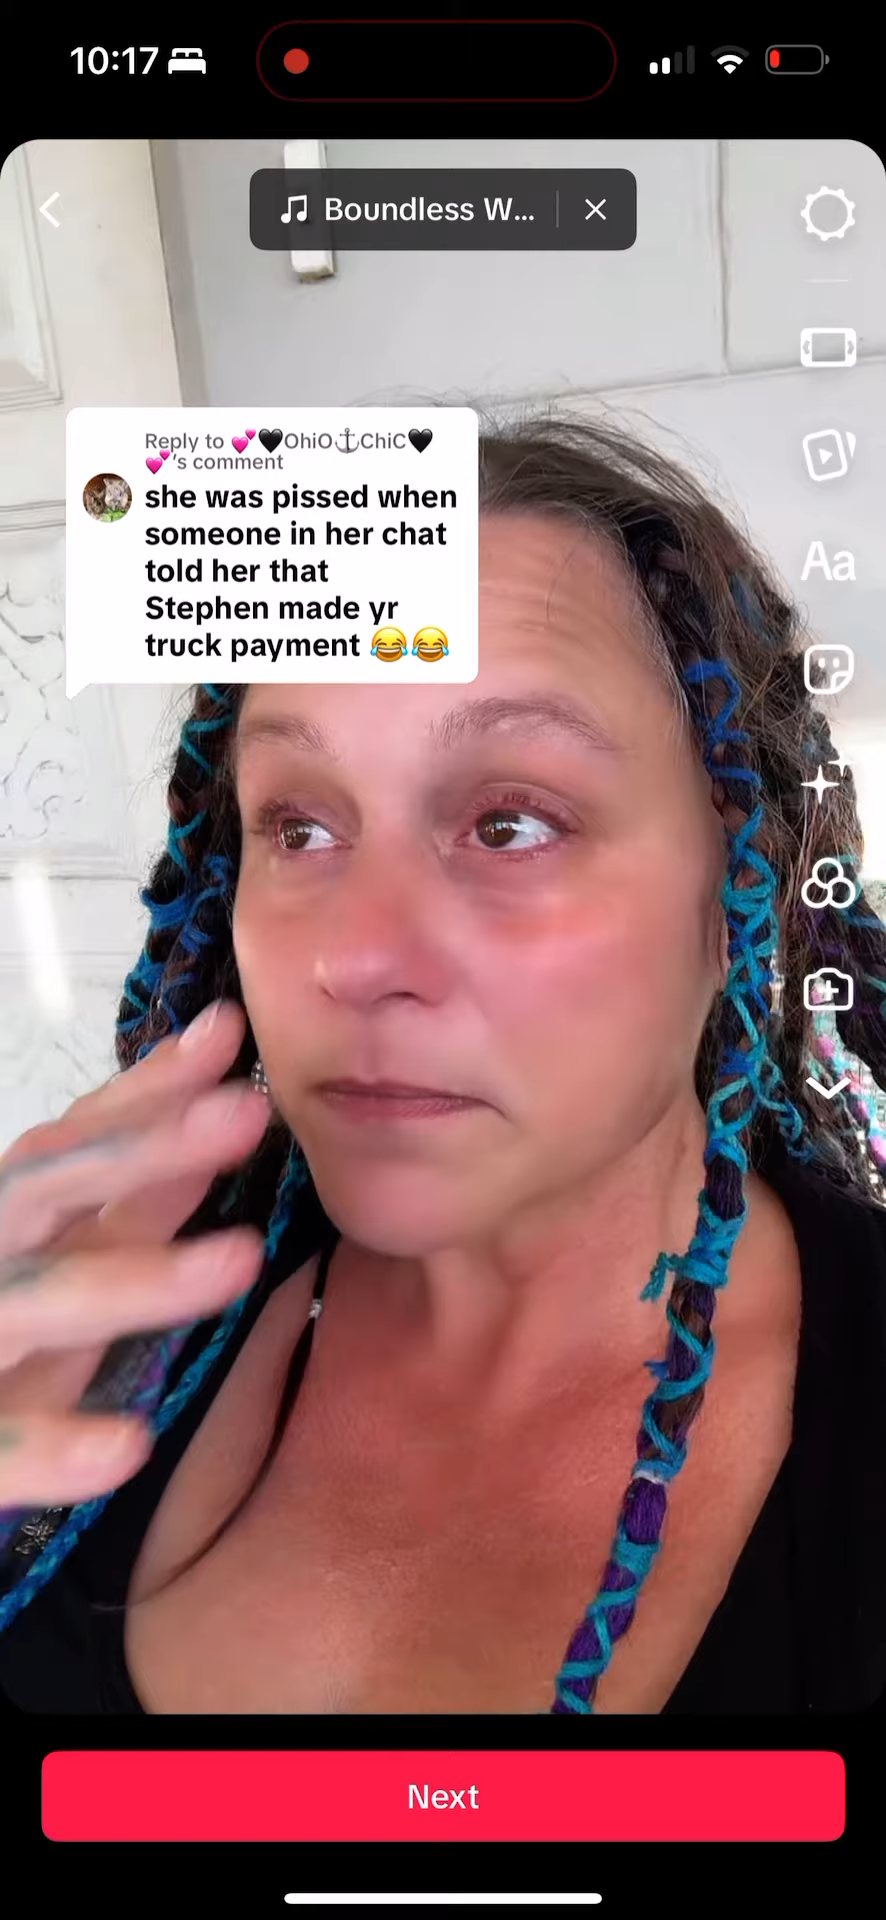 10:17
Boundless W...
Reply to 💕🖤OhiO⚓ChiC🖤
💕's comment
she was pissed when
someone in her chat
told her that
Stephen made yr
truck payment 😂😂
Aa
Next